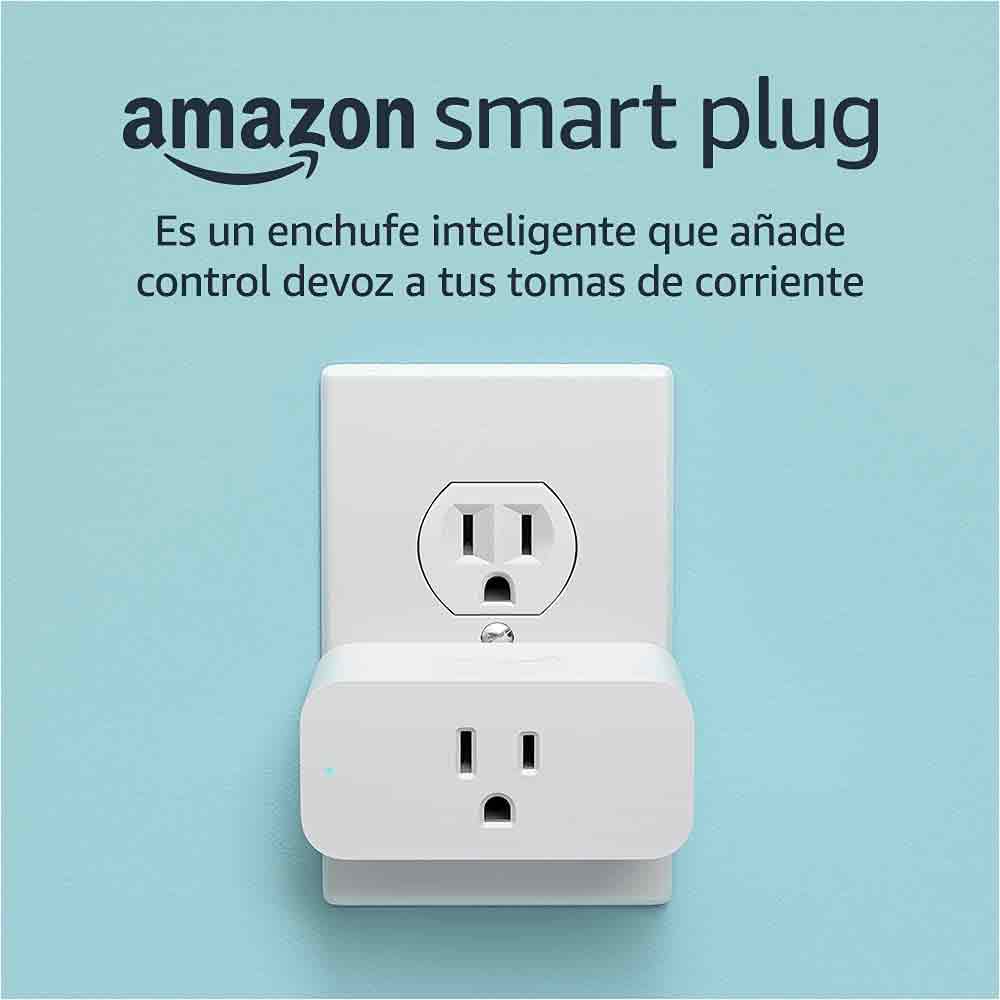 amazon smart plug
Es un enchufe inteligente que añade
control devoz a tus tomas de corriente